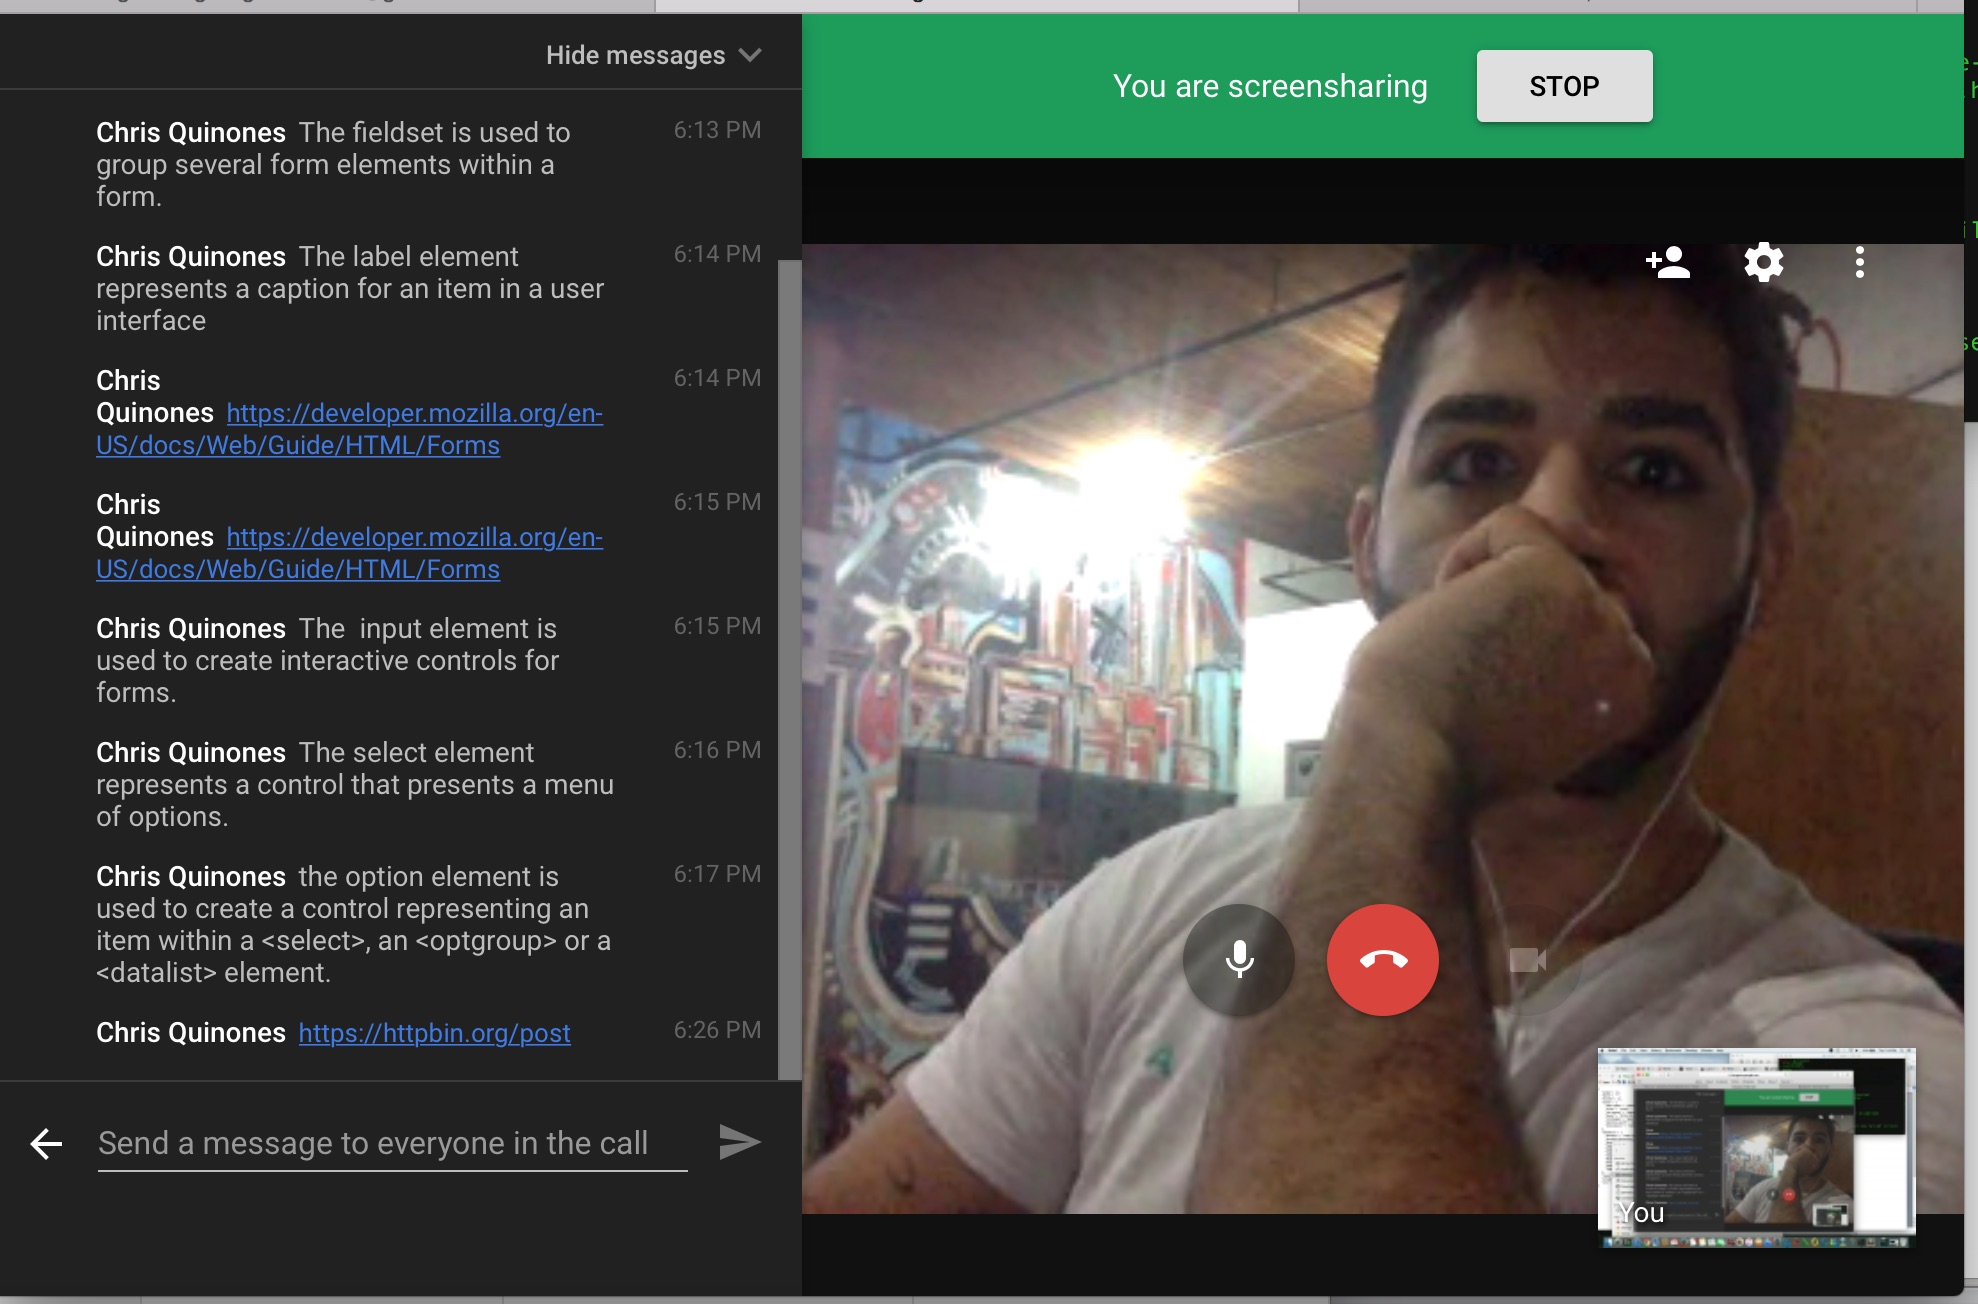 Hide messages
You are screensharing
STOP
Chris Quinones The fieldset is used to 6:13 PM
group several form elements within a
form.
Chris Quinones The label element 6:14 PM
represents a caption for an item in a user
interface
Chris 6:14 PM
Quinones https://developer.mozilla.org/en-
US/docs/Web/Guide/HTML/Forms
Chris 6:15 PM
Quinones https://developer.mozilla.org/en-
US/docs/Web/Guide/HTML/Forms
Chris Quinones The  input element is 6:15 PM
used to create interactive controls for
forms.
Chris Quinones The select element 6:16 PM
represents a control that presents a menu
of options.
Chris Quinones the option element is 6:17 PM
used to create a control representing an
item within a <select>, an <optgroup> or a
<datalist> element.
Chris Quinones https://httpbin.org/post 6:26 PM
Send a message to everyone in the call
You